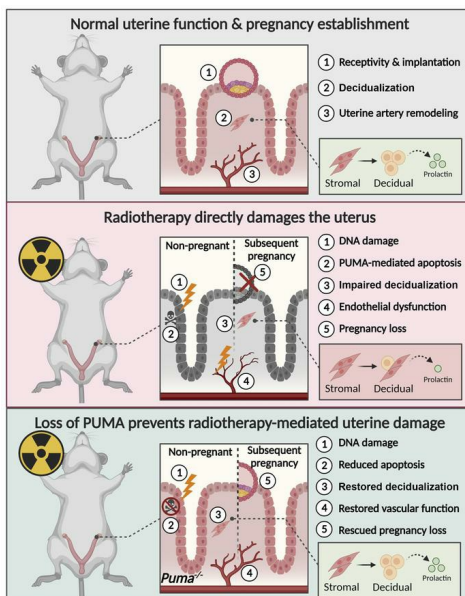 Normal uterine function & pregnancy establishment
1
2
3
1 Receptivity & implantation
2 Decidualization
3 Uterine artery remodeling
Stromal
Decidual
Prolactin
Radiotherapy directly damages the uterus
Non-pregnant
Subsequent
pregnancy
1
2
3
4
5
1 DNA damage
2 PUMA-mediated apoptosis
3 Impaired decidualization
4 Endothelial dysfunction
5 Pregnancy loss
Stromal
Decidual
Prolactin
Loss of PUMA prevents radiotherapy-mediated uterine damage
Non-pregnant
Subsequent
pregnancy
1
2
3
4
5
Puma-/-
1 DNA damage
2 Reduced apoptosis
3 Restored decidualization
4 Restored vascular function
5 Rescued pregnancy loss
Stromal
Decidual
Prolactin